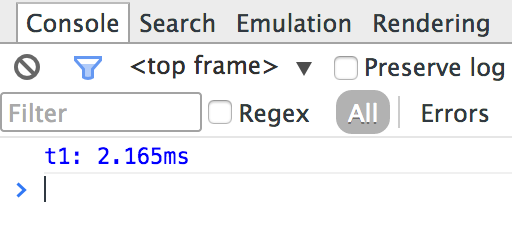 Console Search Emulation Rendering
<top frame> ▼ Preserve log
Filter Regex All Errors
t1: 2.165ms
>